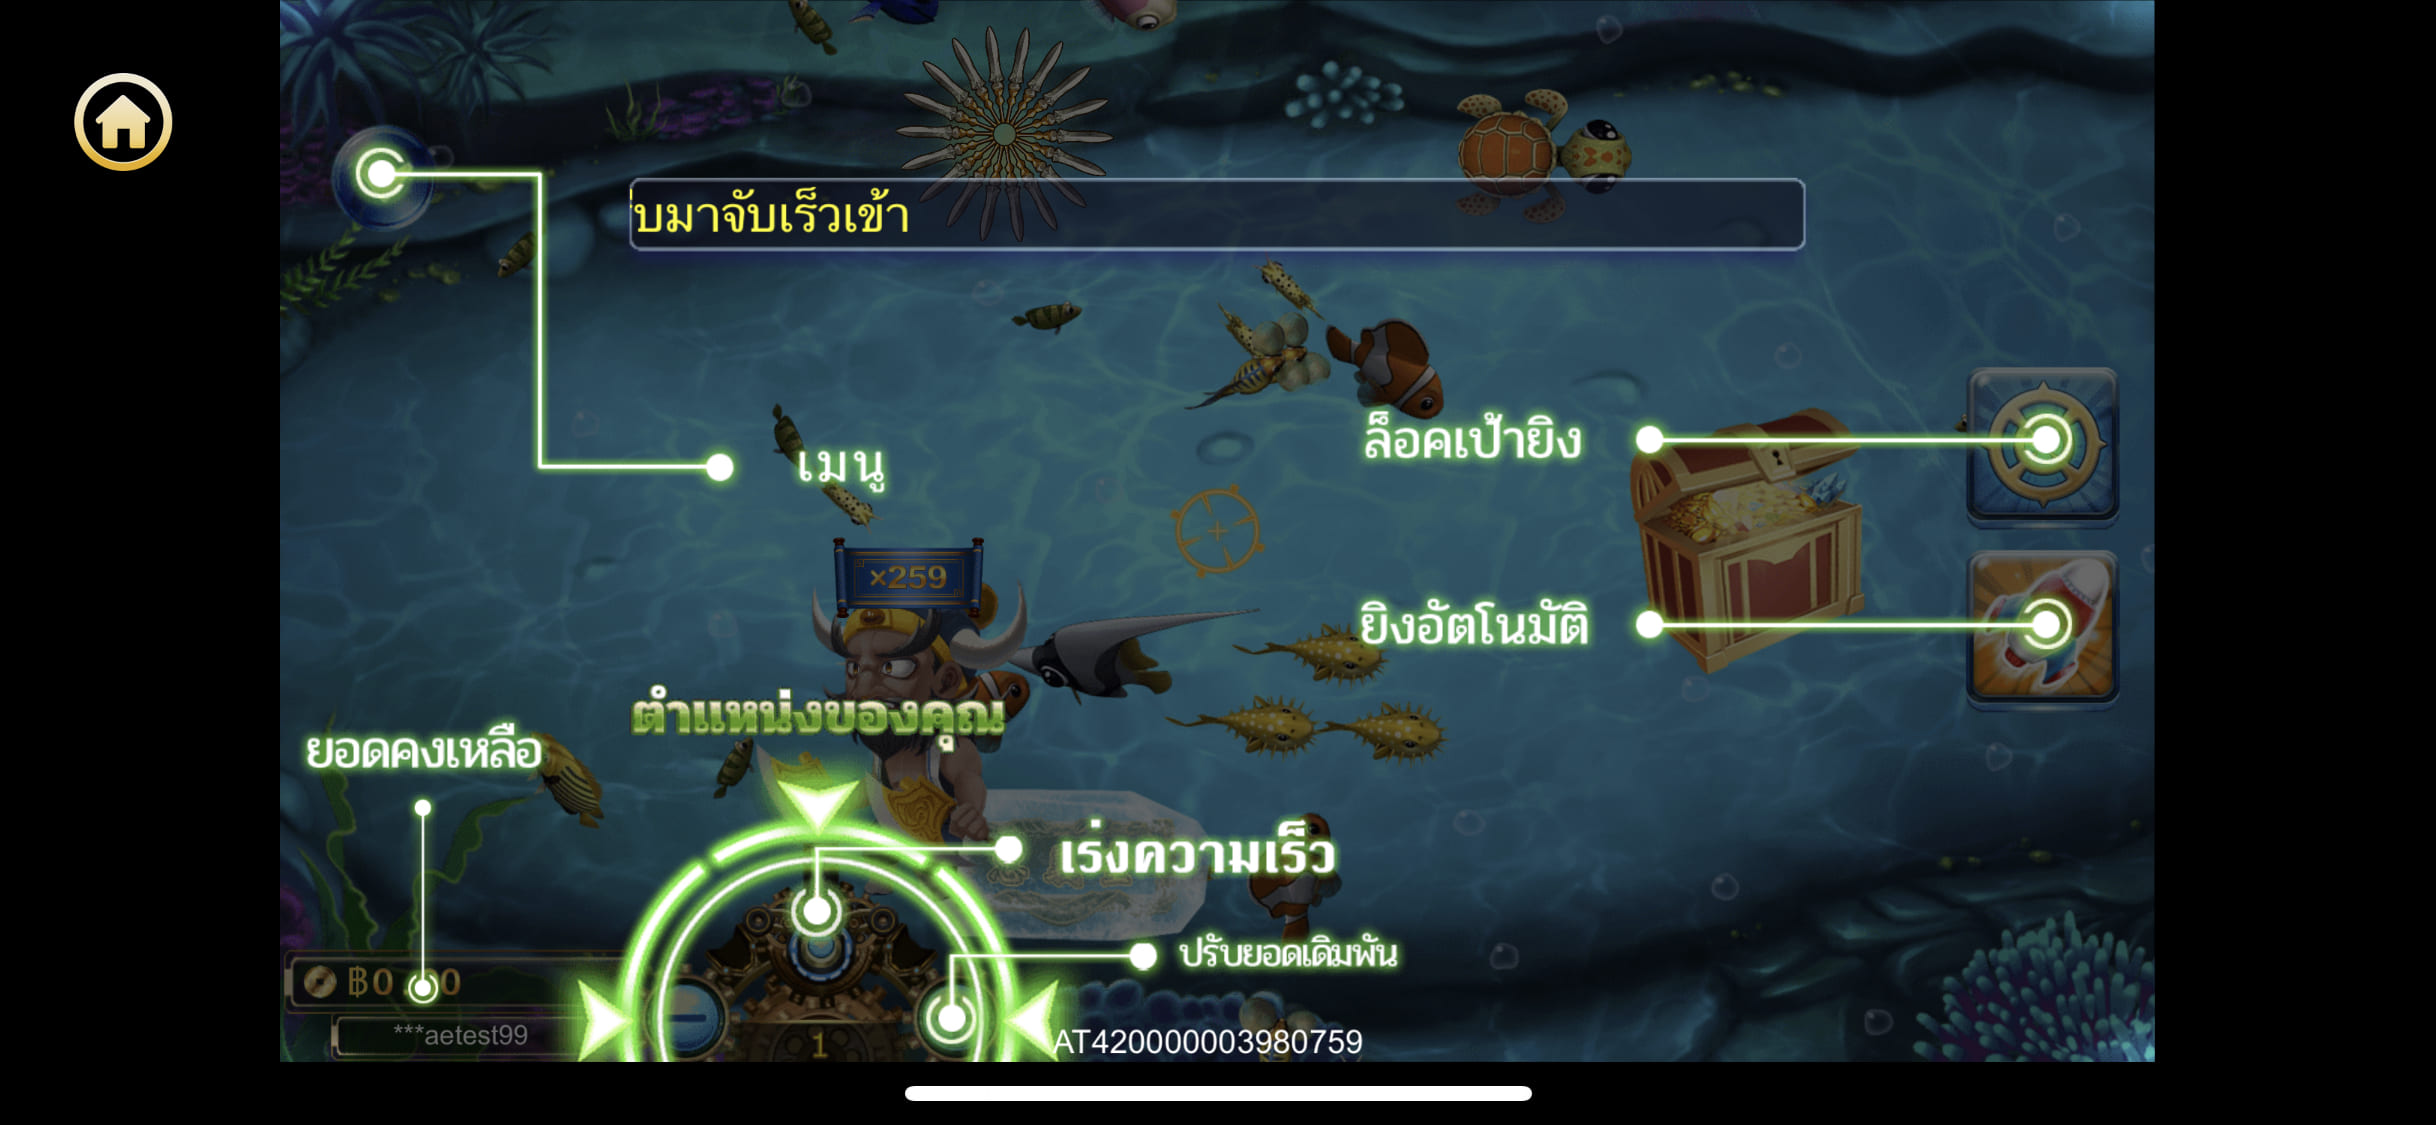 บมาจับเร็วเข้า
ล็อคเป้ายิง
เมนู
×259
ยิงอัตโนมัติ
ตำแหน่งของคุณ
ยอดคงเหลือ
เร่งความเร็ว
ปรับยอดเดิมพัน
***aetest99
1
AT420000003980759